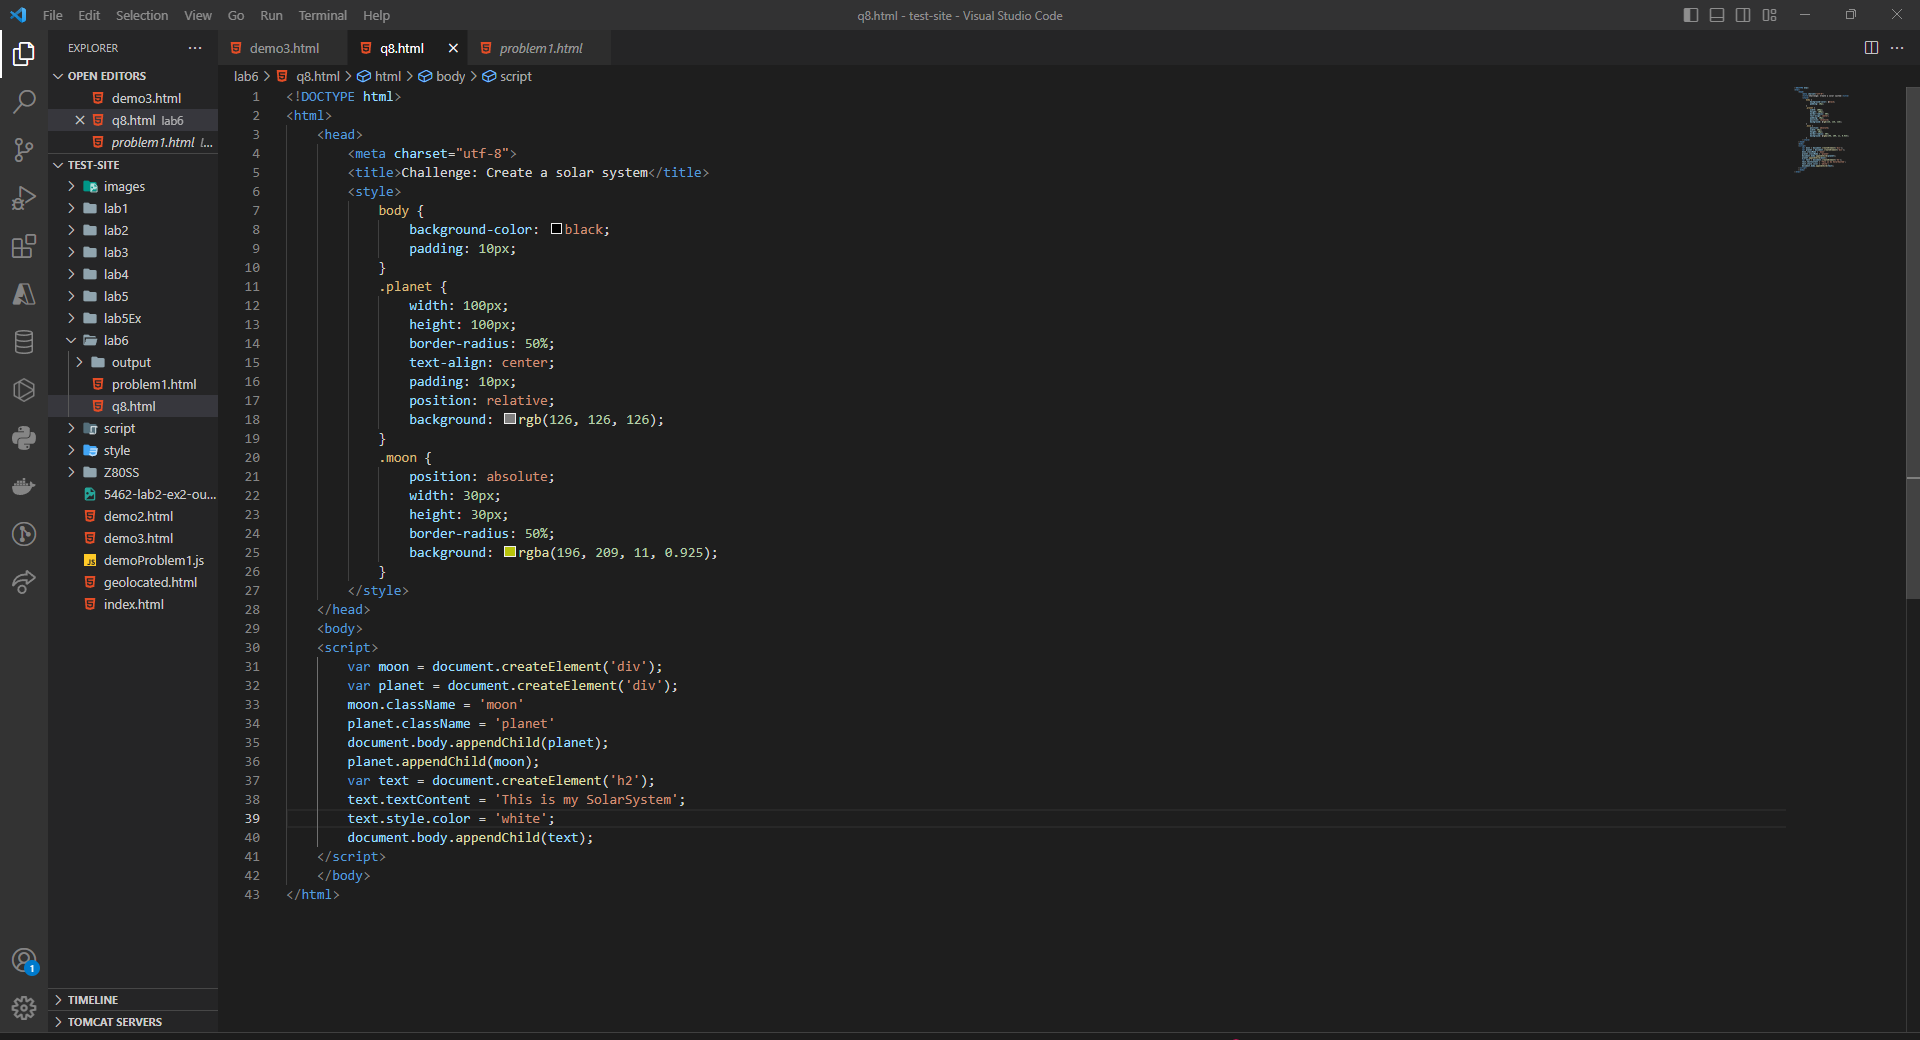 File Edit Selection View Go Run Terminal Help
q8.html - test-site - Visual Studio Code
EXPLORER
OPEN EDITORS
demo3.html
q8.html lab6
problem1.html l...
TEST-SITE
images
lab1
lab2
lab3
lab4
lab5
lab5Ex
lab6
output
problem1.html
q8.html
script
style
Z80SS
5462-lab2-ex2-ou...
demo2.html
demo3.html
demoProblem1.js
geolocated.html
index.html
TIMELINE
TOMCAT SERVERS
1
demo3.html q8.html problem1.html
lab6 > q8.html > html > body > script
1 <!DOCTYPE html>
2 <html>
3 <head>
4 <meta charset="utf-8">
5 <title>Challenge: Create a solar system</title>
6 <style>
7 body {
8 background-color: black;
9 padding: 10px;
10 }
11 .planet {
12 width: 100px;
13 height: 100px;
14 border-radius: 50%;
15 text-align: center;
16 padding: 10px;
17 position: relative;
18 background: rgb(126, 126, 126);
19 }
20 .moon {
21 position: absolute;
22 width: 30px;
23 height: 30px;
24 border-radius: 50%;
25 background: rgba(196, 209, 11, 0.925);
26 }
27 </style>
28 </head>
29 <body>
30 <script>
31 var moon = document.createElement('div');
32 var planet = document.createElement('div');
33 moon.className = 'moon'
34 planet.className = 'planet'
35 document.body.appendChild(planet);
36 planet.appendChild(moon);
37 var text = document.createElement('h2');
38 text.textContent = 'This is my SolarSystem';
39 text.style.color = 'white';
40 document.body.appendChild(text);
41 </script>
42 </body>
43 </html>